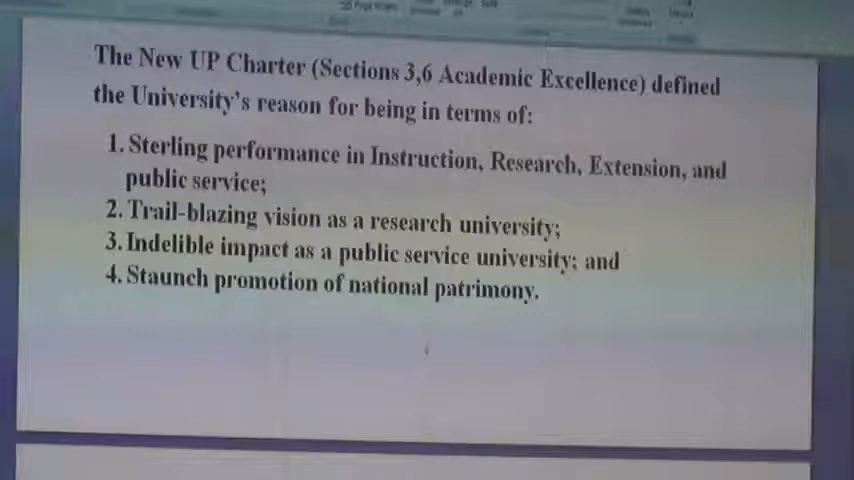 The New UP Charter (Sections 3,6 Academic Excellence) defined
the University's reason for being in terms of:
1. Sterling performance in Instruction, Research, Extension, and
public service;
2. Trail-blazing vision as a research university;
3. Indelible impact as a public service university; and
4. Staunch promotion of national patrimony.